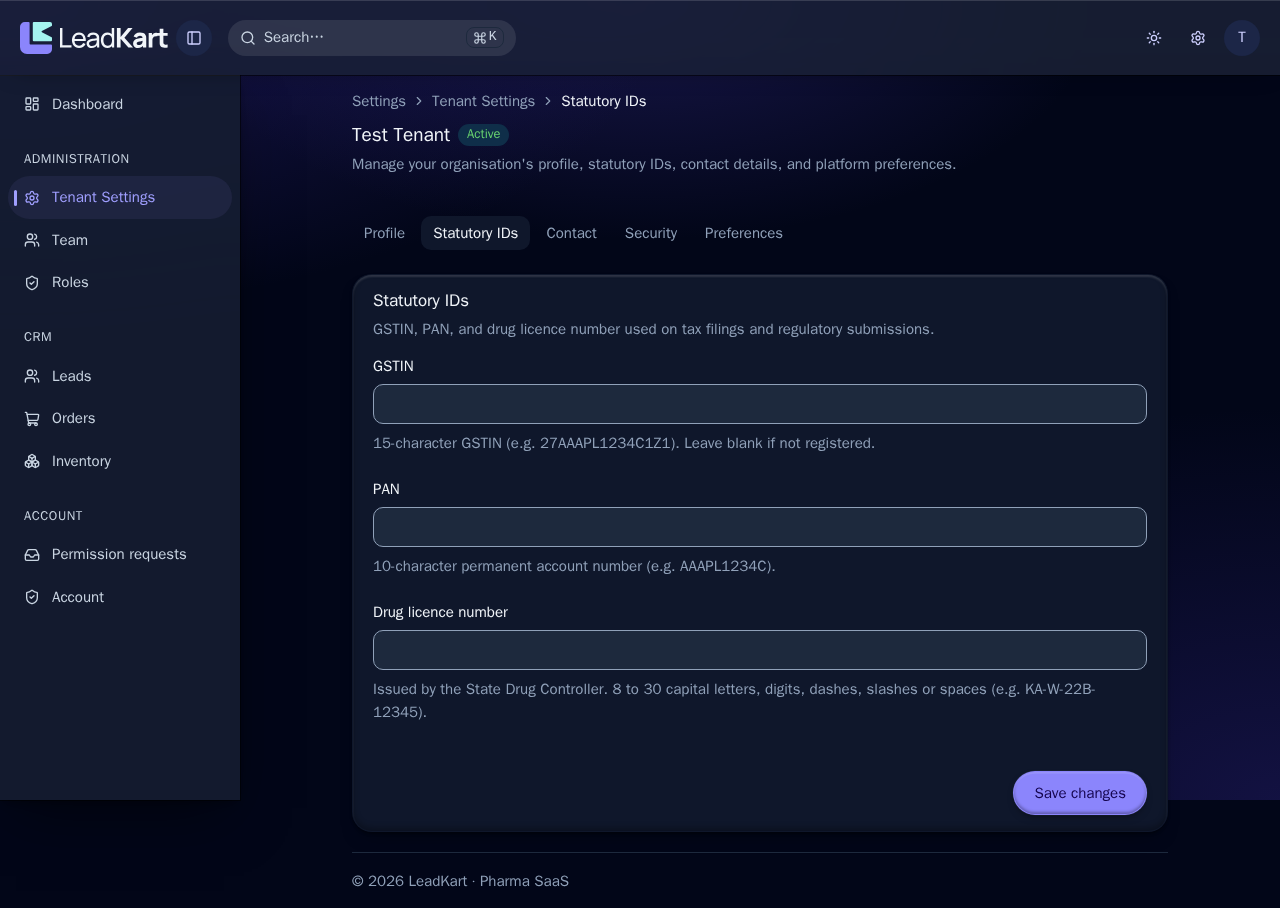 LeadKart
Search⋯
⌘K
T
Dashboard
ADMINISTRATION
Tenant Settings
Team
Roles
CRM
Leads
Orders
Inventory
ACCOUNT
Permission requests
Account
Settings > Tenant Settings > Statutory IDs
Test Tenant Active
Manage your organisation's profile, statutory IDs, contact details, and platform preferences.
Profile Statutory IDs Contact Security Preferences
Statutory IDs
GSTIN, PAN, and drug licence number used on tax filings and regulatory submissions.
GSTIN
15-character GSTIN (e.g. 27AAAPL1234C1Z1). Leave blank if not registered.
PAN
10-character permanent account number (e.g. AAAPL1234C).
Drug licence number
Issued by the State Drug Controller. 8 to 30 capital letters, digits, dashes, slashes or spaces (e.g. KA-W-22B-
12345).
Save changes
© 2026 LeadKart · Pharma SaaS